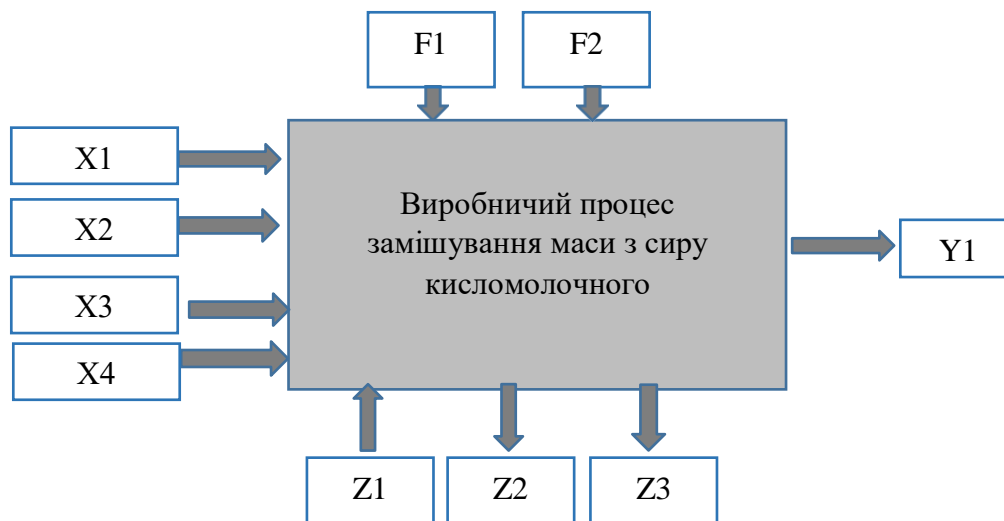 F1
F2
X1
X2
X3
X4
Виробничий процес
замішування маси з сиру
кисломолочного
Y1
Z1
Z2
Z3